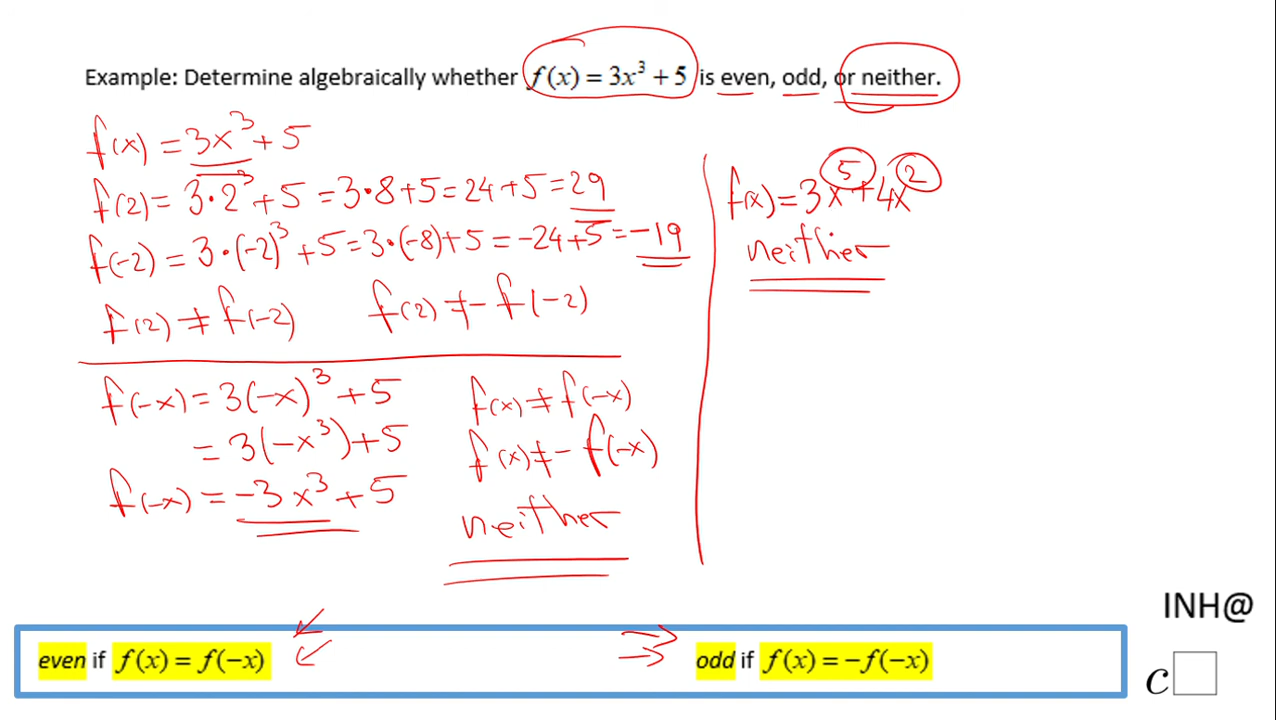 Example: Determine algebraically whether f(x) = 3x³ + 5 is even, odd, or neither.
f(x) = 3x³ + 5
f(2) = 3·2³ + 5 = 3·8 + 5 = 24 + 5 = 29
f(-2) = 3·(-2)³ + 5 = 3·(-8) + 5 = -24 + 5 = -19
f(2) ≠ f(-2) f(2) ≠ - f(-2)
f(-x) = 3(-x)³ + 5
= 3(-x³) + 5
f(-x) = -3x³ + 5
f(x) ≠ f(-x)
f(x) ≠ - f(-x)
neither
f(x) = 3x⁵ + 4x²
neither
even if f(x) = f(-x)
odd if f(x) = -f(-x)
INH@
c